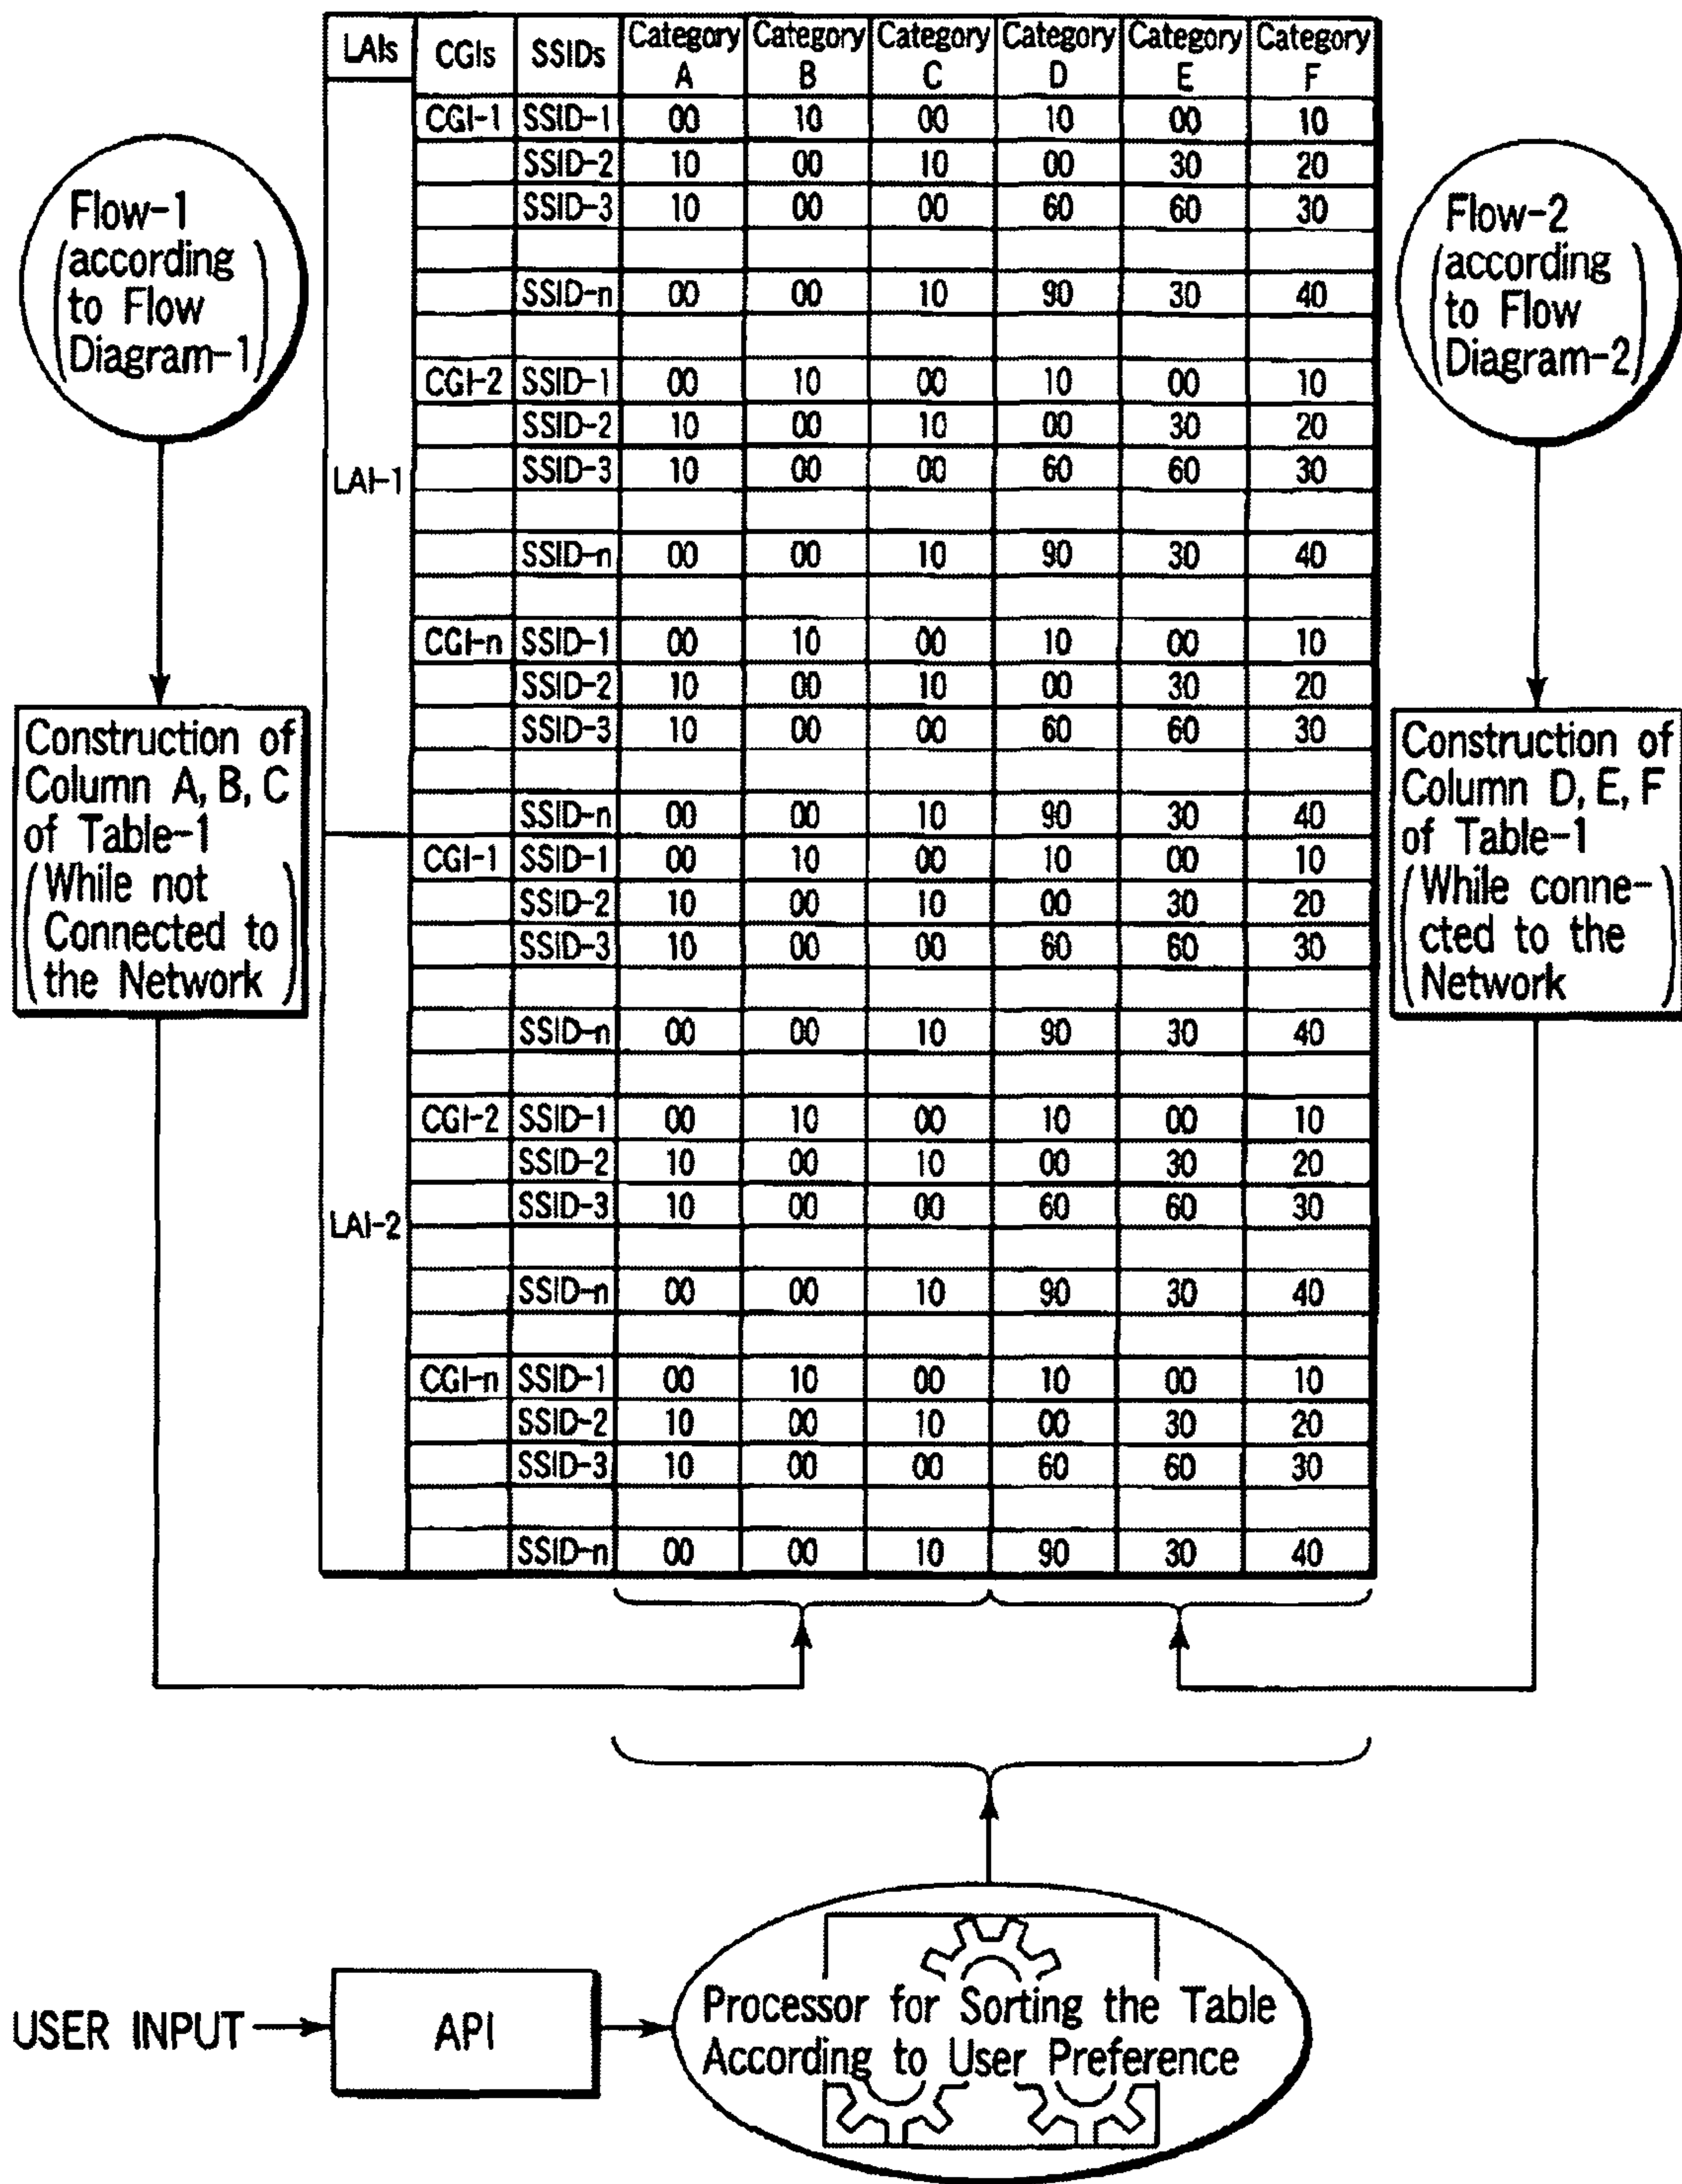 LAIs CGIs SSIDs Category A Category B Category C Category D Category E Category F
CGI-1 SSID-1 00 10 00 10 00 10
SSID-2 10 00 10 00 30 20
SSID-3 10 00 00 60 60 30
SSID-n 00 00 10 90 30 40
CGI-2 SSID-1 00 10 00 10 00 10
SSID-2 10 00 10 00 30 20
LAI-1 SSID-3 10 00 00 60 60 30
SSID-n 00 00 10 90 30 40
CGI-n SSID-1 00 10 00 10 00 10
SSID-2 10 00 10 00 30 20
SSID-3 10 00 00 60 60 30
SSID-n 00 00 10 90 30 40
CGI-1 SSID-1 00 10 00 10 00 10
SSID-2 10 00 10 00 30 20
SSID-3 10 00 00 60 60 30
SSID-n 00 00 10 90 30 40
CGI-2 SSID-1 00 10 00 10 00 10
SSID-2 10 00 10 00 30 20
SSID-3 10 00 00 60 60 30
LAI-2
SSID-n 00 00 10 90 30 40
CGI-n SSID-1 00 10 00 10 00 10
SSID-2 10 00 10 00 30 20
SSID-3 10 00 00 60 60 30
SSID-n 00 00 10 90 30 40
Flow-1
(according
to Flow
Diagram-1)
Construction of
Column A, B, C
of Table-1
(While not
Connected to
the Network)
Flow-2
(according
to Flow
Diagram-2)
Construction of
Column D, E, F
of Table-1
(While conne-
cted to the
Network)
USER INPUT
API
Processor for Sorting the Table
According to User Preference